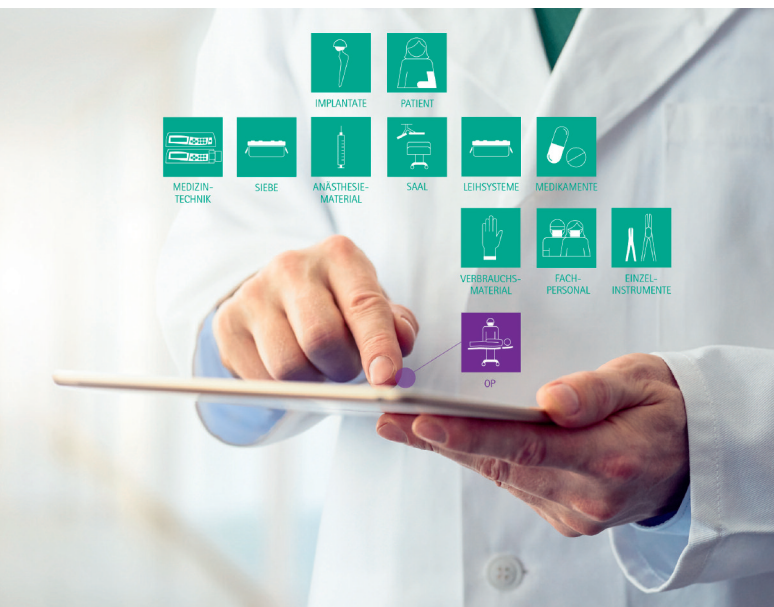 IMPLANTATE
PATIENT
MEDIZIN-
TECHNIK
SIEBE
ANÄSTHESIE-
MATERIAL
SAAL
LEIHSYSTEME
MEDIKAMENTE
VERBRAUCHS-
MATERIAL
FACH-
PERSONAL
EINZEL-
INSTRUMENTE
OP